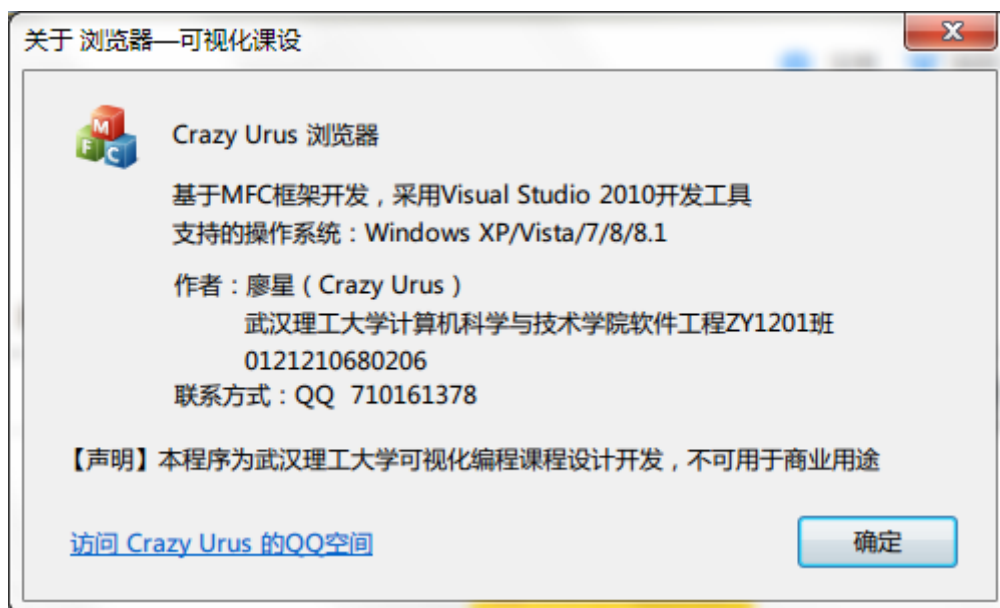 关于 浏览器—可视化课设
M
F
C
Crazy Urus 浏览器
基于MFC框架开发，采用Visual Studio 2010开发工具
支持的操作系统：Windows XP/Vista/7/8/8.1
作者：廖星（Crazy Urus）
武汉理工大学计算机科学与技术学院软件工程ZY1201班
0121210680206
联系方式：QQ 710161378
【声明】本程序为武汉理工大学可视化编程课程设计开发，不可用于商业用途
访问 Crazy Urus 的QQ空间
确定